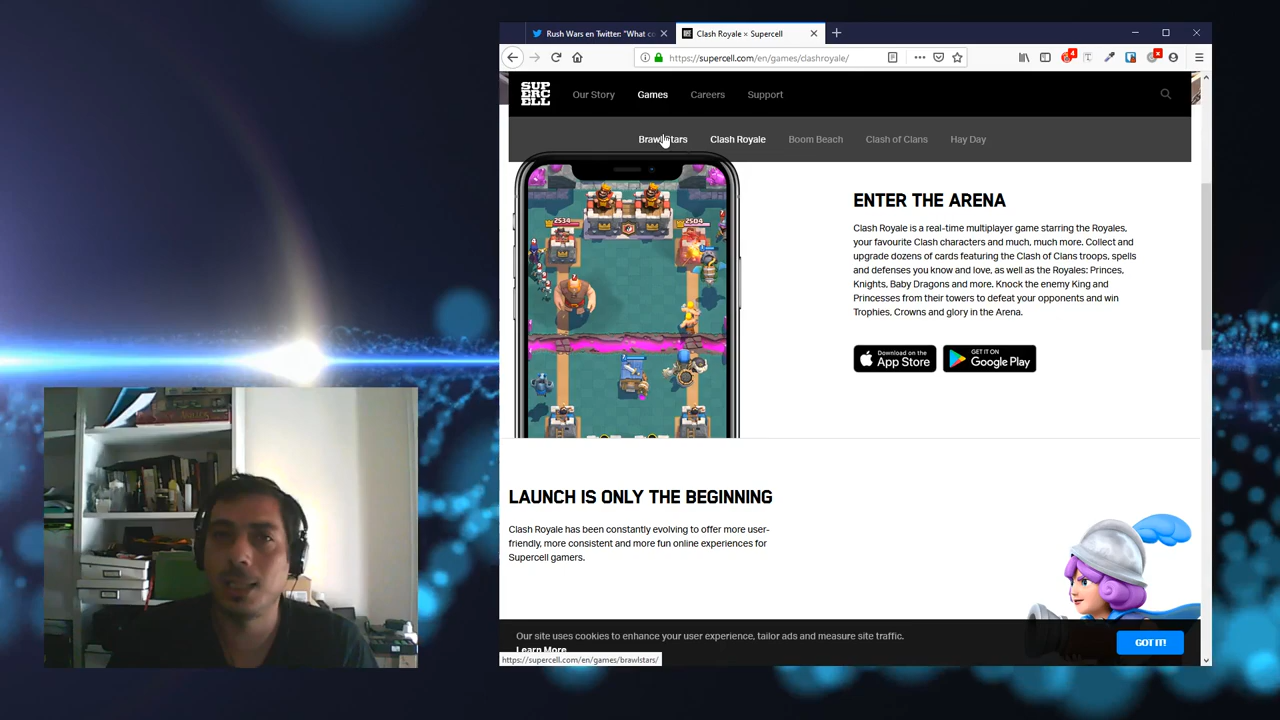 Rush Wars en Twitter: "What co
Clash Royale × Supercell
https://supercell.com/en/games/clashroyale/
4
SUPERCELL
Our Story
Games
Careers
Support
Brawl Stars
Clash Royale
Boom Beach
Clash of Clans
Hay Day
2534
2504
ENTER THE ARENA
Clash Royale is a real-time multiplayer game starring the Royales,
your favourite Clash characters and much, much more. Collect and
upgrade dozens of cards featuring the Clash of Clans troops, spells
and defenses you know and love, as well as the Royales: Princes,
Knights, Baby Dragons and more. Knock the enemy King and
Princesses from their towers to defeat your opponents and win
Trophies, Crowns and glory in the Arena.
Download on the
App Store
GET IT ON
Google Play
LAUNCH IS ONLY THE BEGINNING
Clash Royale has been constantly evolving to offer more user-
friendly, more consistent and more fun online experiences for
Supercell gamers.
Our site uses cookies to enhance your user experience, tailor ads and measure site traffic.
Learn More
GOT IT!
https://supercell.com/en/games/brawlstars/